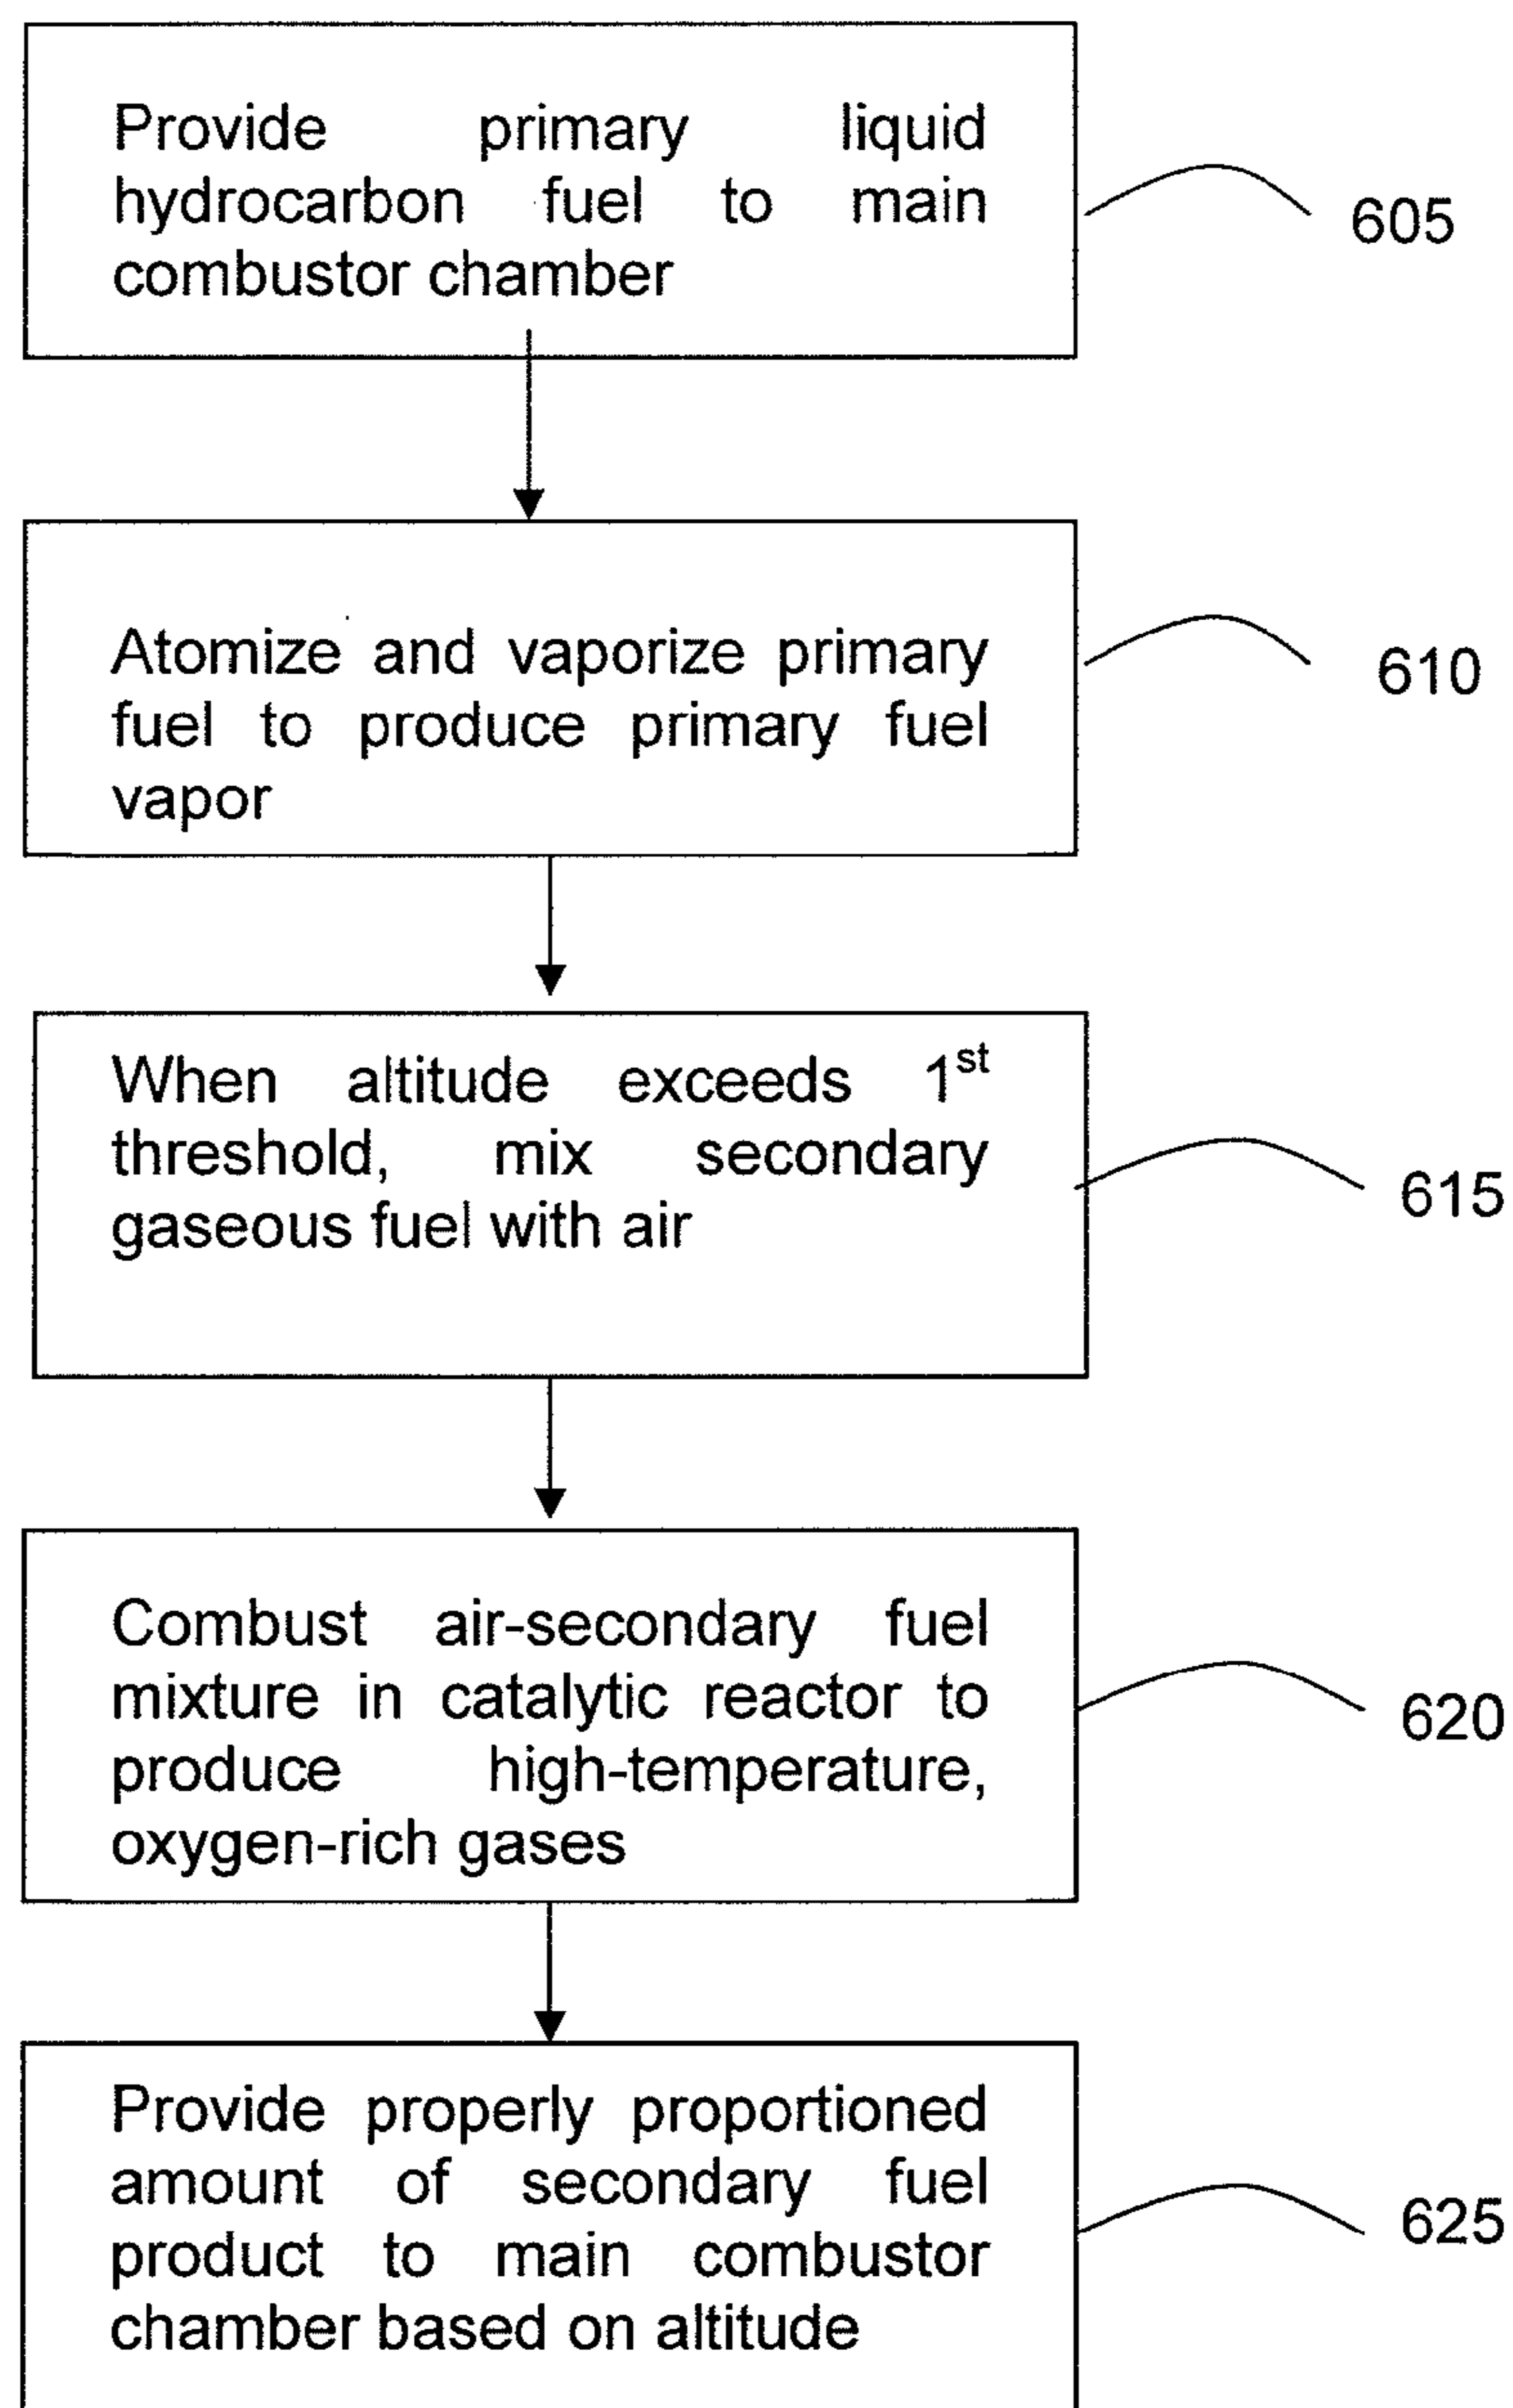 Provide primary liquid
hydrocarbon fuel to main
combustor chamber
605
Atomize and vaporize primary
fuel to produce primary fuel
vapor
610
When altitude exceeds 1st
threshold, mix secondary
gaseous fuel with air
615
Combust air-secondary fuel
mixture in catalytic reactor to
produce high-temperature,
oxygen-rich gases
620
Provide properly proportioned
amount of secondary fuel
product to main combustor
chamber based on altitude
625